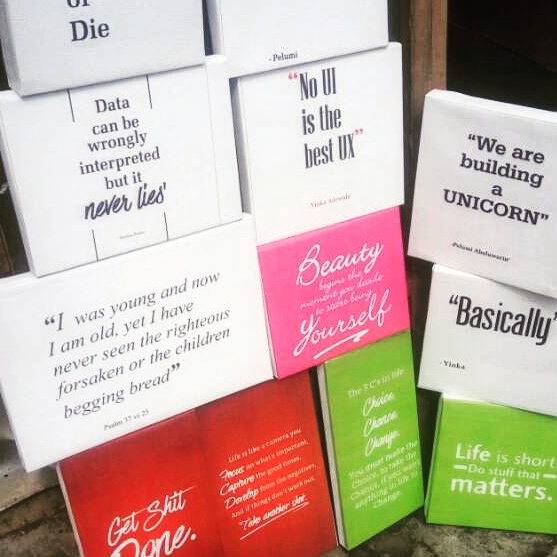 or
Die
- Pelumi
Data
can be
wrongly
interpreted
but it
never lies'
"No UI
is the
best UX"
"We are
building
a
UNICORN"
"I was young and now
I am old, yet I have
never seen the righteous
forsaken or the children
begging bread"
Psalm 37 vs 25
Beauty
begins the
moment you decide
to start being
Yourself
"Basically"
- Yinka
Get Shit
Done.
Life is like a camera you
Focus on what's important,
Capture the good times,
Develop from the negatives,
And if things don't work out,
Take another shot.
The 3 C's in life
Choice
Chance
Change
You must make the
Choice, to take the
Chance, if you want
anything in life to
Change.
Life is short
Do stuff that
matters.